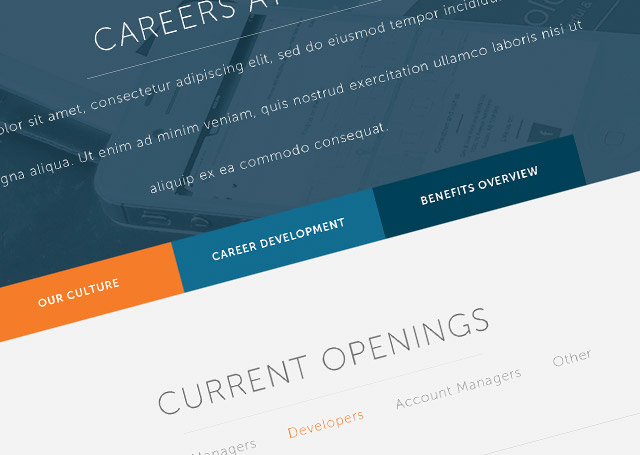 CAREERS A
olor sit amet, consectetur adipiscing elit, sed do eiusmod tempor incididu
gna aliqua. Ut enim ad minim veniam, quis nostrud exercitation ullamco laboris nisi ut
aliquip ex ea commodo consequat.
OUR CULTURE CAREER DEVELOPMENT BENEFITS OVERVIEW
CURRENT OPENINGS
Managers Developers Account Managers Other